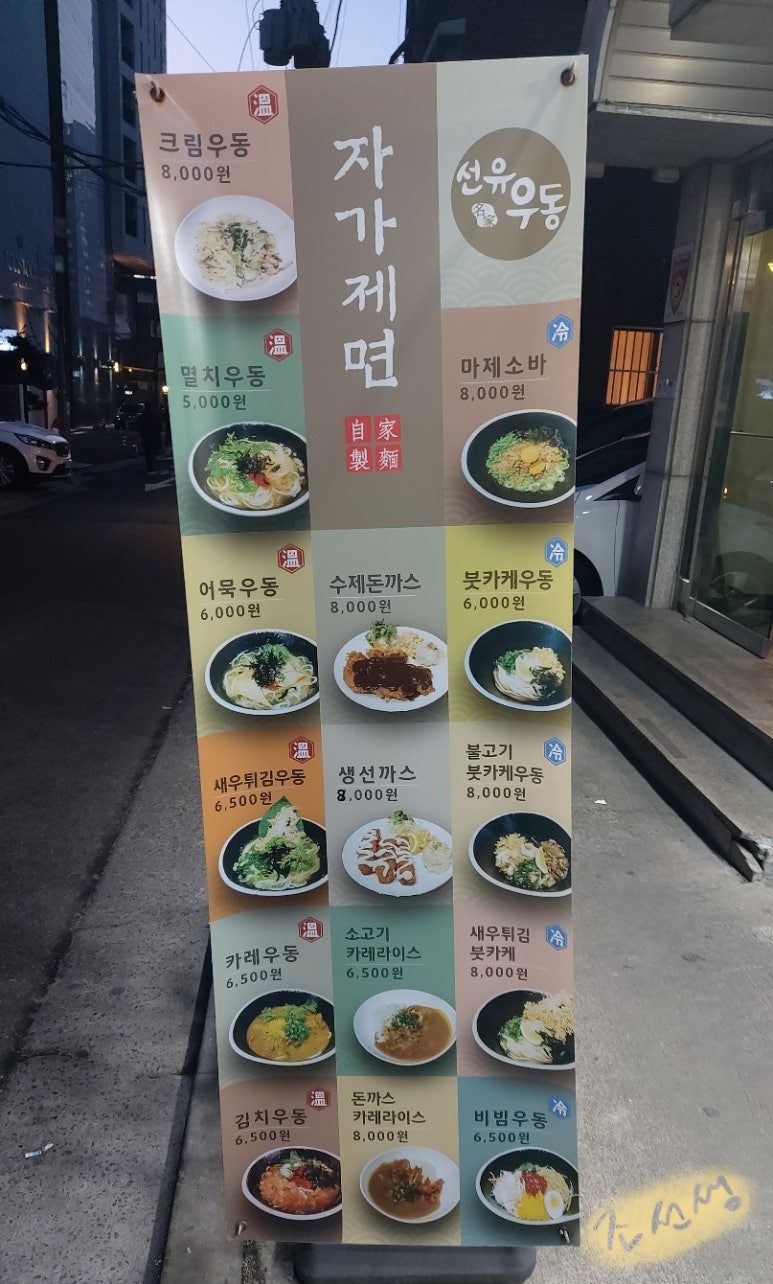 溫
크림우동
8,000원
자가제면
自家
製麵
선유
名家
우동
溫
멸치우동
5,000원
冷
마제소바
8,000원
溫
어묵우동
6,000원
수제돈까스
8,000원
冷
붓카케우동
6,000원
溫
새우튀김우동
6,500원
생선까스
8,000원
冷
불고기
붓카케우동
8,000원
溫
카레우동
6,500원
소고기
카레라이스
6,500원
冷
새우튀김
붓카케
8,000원
溫
김치우동
6,500원
돈까스
카레라이스
8,000원
冷
비빔우동
6,500원